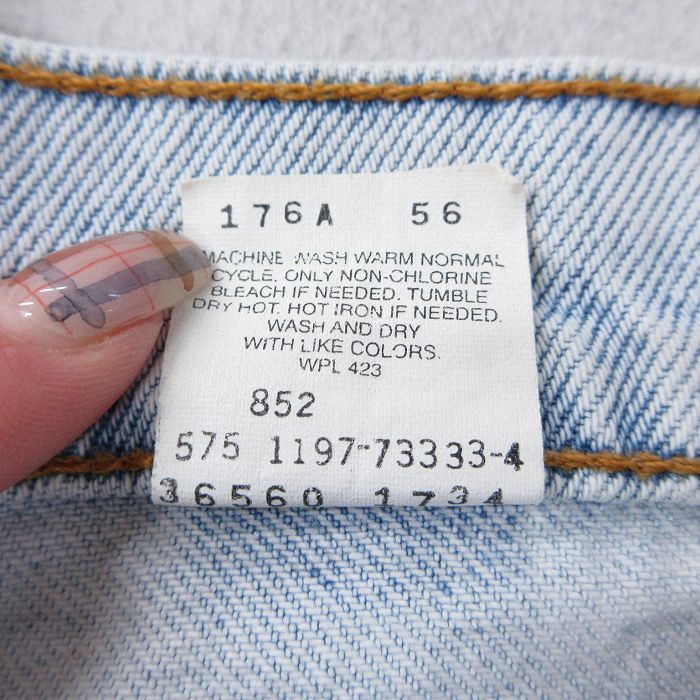 176A 56
MACHINE WASH WARM NORMAL
CYCLE. ONLY NON-CHLORINE
BLEACH IF NEEDED. TUMBLE
DRY HOT. HOT IRON IF NEEDED.
WASH AND DRY
WITH LIKE COLORS.
WPL 423
852
575 1197-73333-4
36560 1734